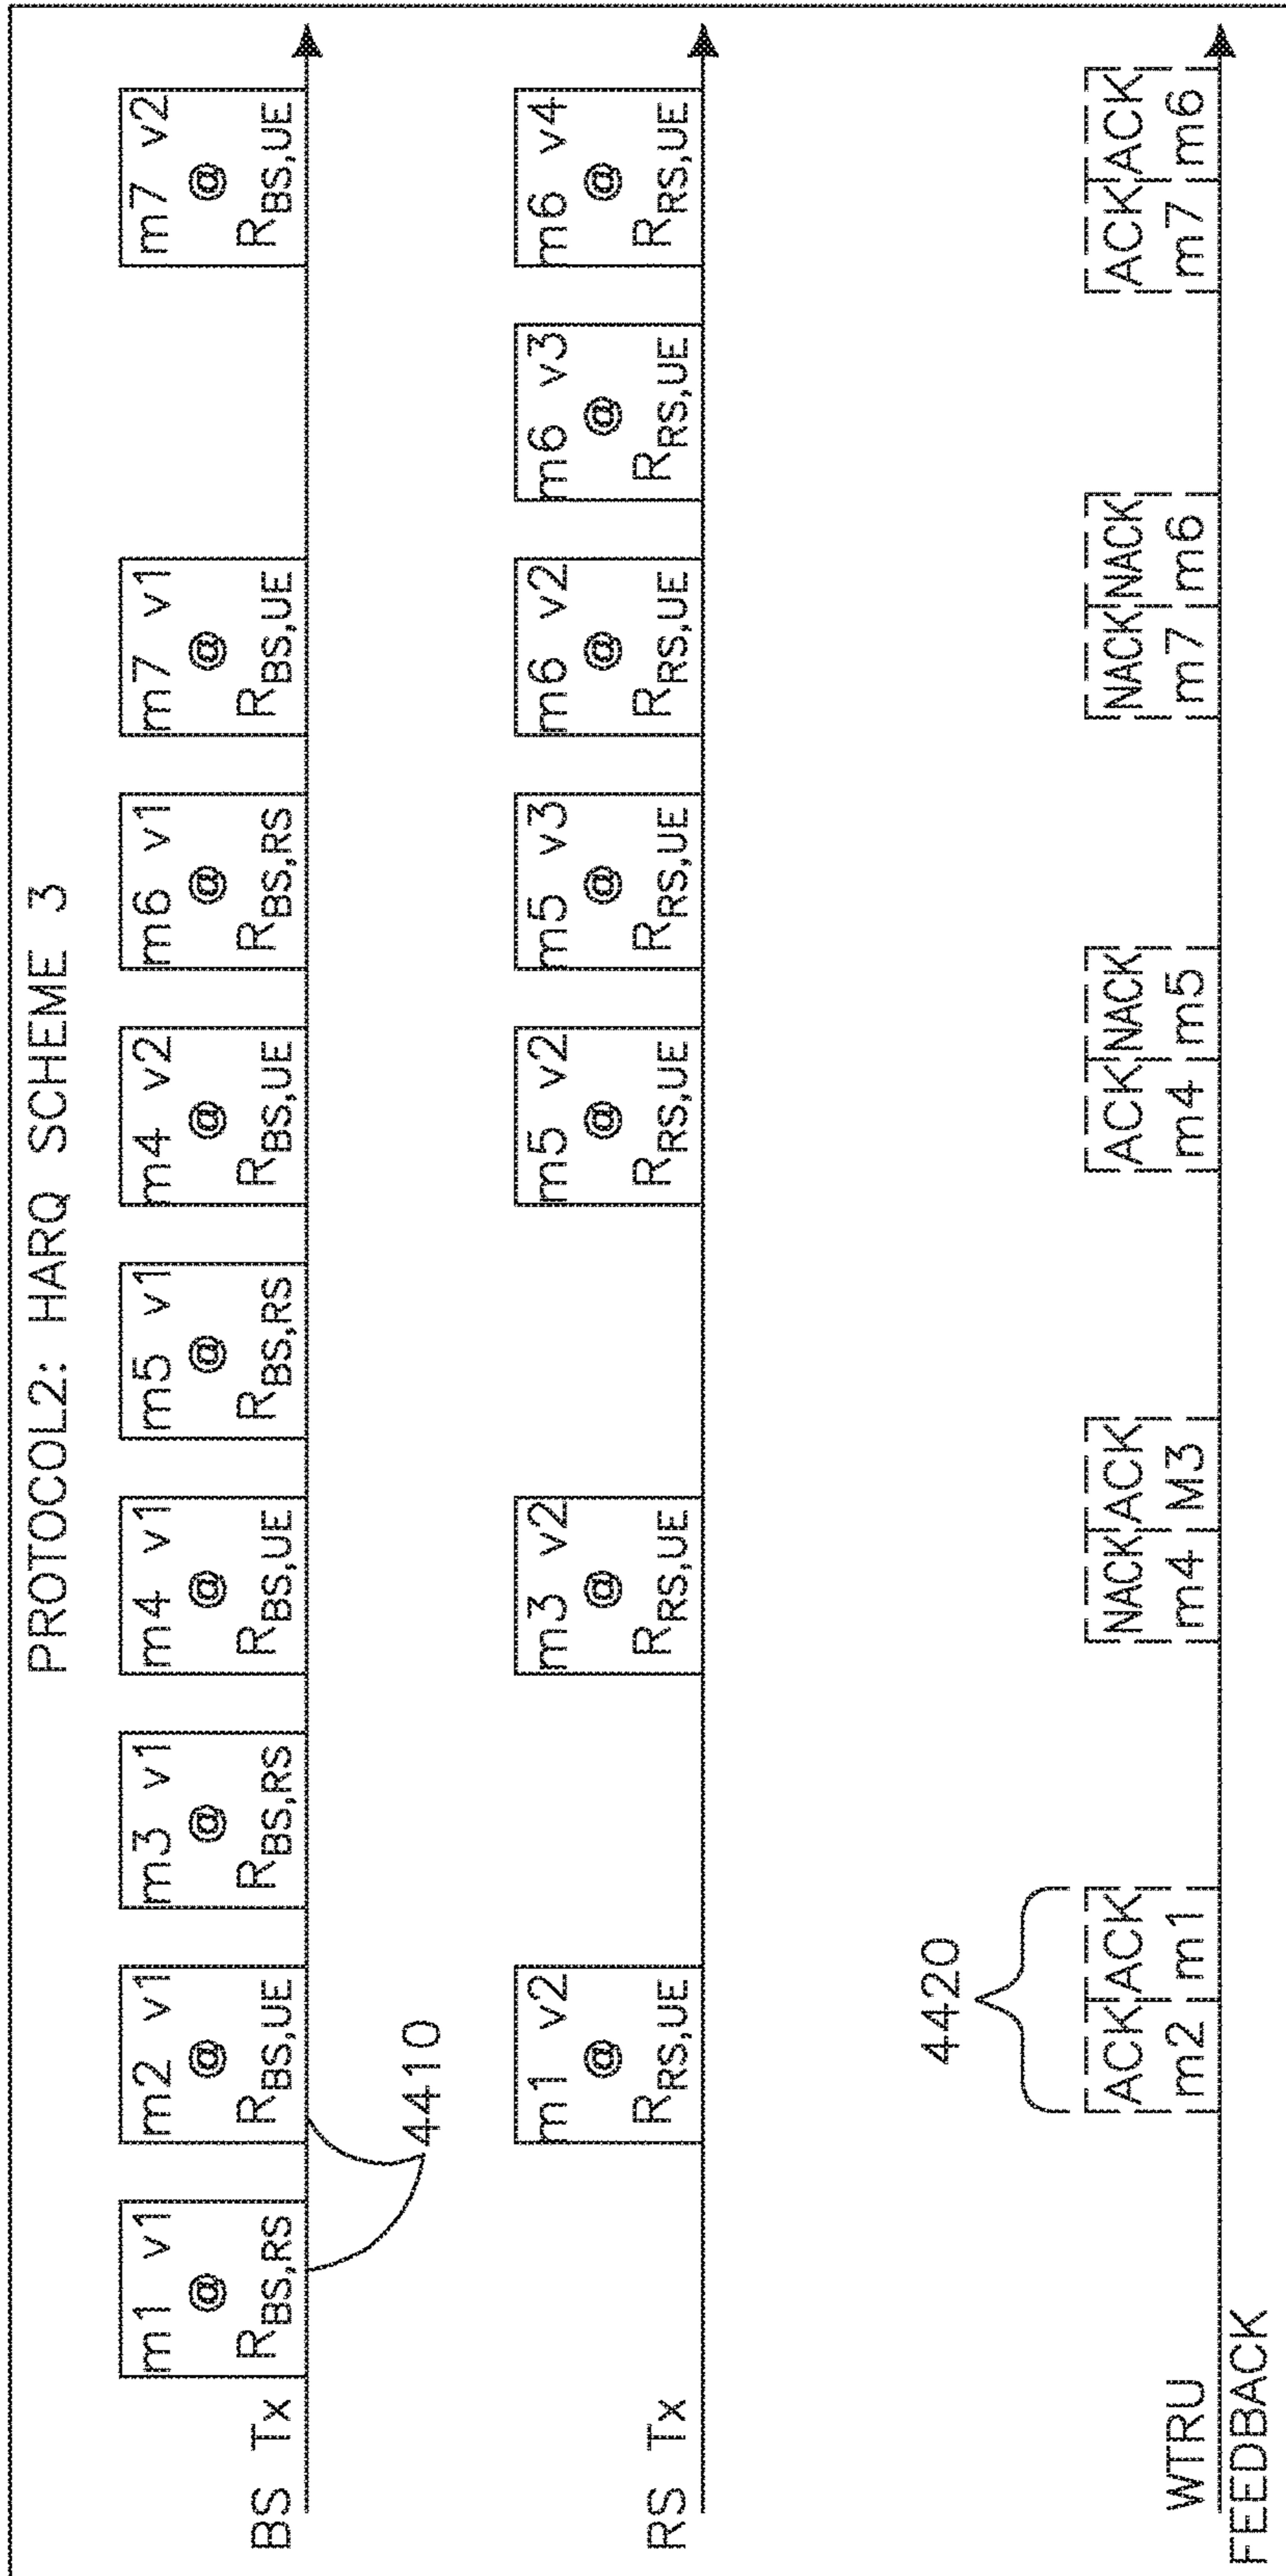 PROTOCOL2: HARQ SCHEME 3
BS Tx
m1 v1
@
RBS,RS
m2 v1
@
RBS,UE
m3 v1
@
RBS,RS
m4 v1
@
RBS,UE
m5 v1
@
RBS,RS
m4 v2
@
RBS,UE
m6 v1
@
RBS,RS
m7 v1
@
RBS,UE
m7 v2
@
RBS,UE
4410
RS Tx
m1 v2
@
RRS,UE
m3 v2
@
RRS,UE
m5 v2
@
RRS,UE
m5 v3
@
RRS,UE
m6 v2
@
RRS,UE
m6 v3
@
RRS,UE
m6 v4
@
RRS,UE
4420
WTRU
FEEDBACK
ACK ACK
m2 m1
NACK ACK
m4 M3
ACK NACK
m4 m5
NACK NACK
m7 m6
ACK ACK
m7 m6